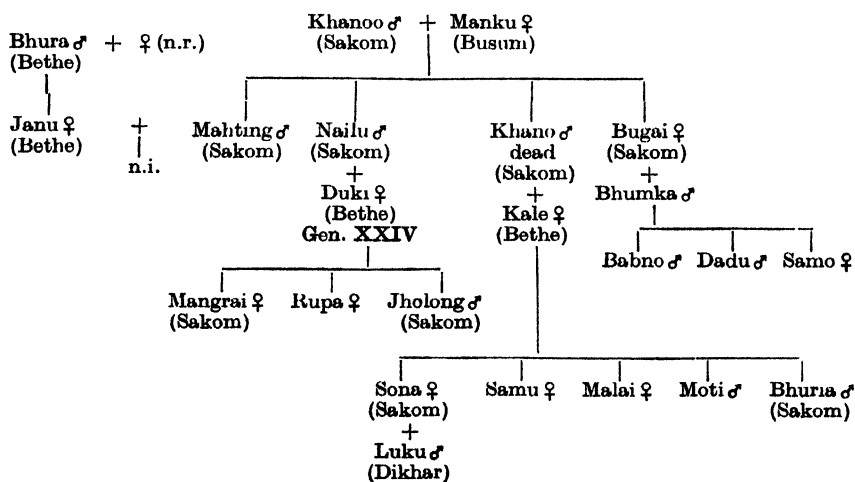 Khanoo ♂ + Manku ♀
(Sakom) (Busum)
Bhura ♂ + ♀ (n.r.)
(Bethe)
Janu ♀ +
(Bethe)
n.i.
Mahting ♂ Nailu ♂ Khano ♂ Bugai ♀
(Sakom) (Sakom) dead (Sakom)
(Sakom)
+ + +
Duki ♀ Kale ♀ Bhumka ♂
(Bethe) (Bethe)
Gen. XXIV
Babno ♂ Dadu ♂ Samo ♀
Mangrai ♀ Rupa ♀ Jholong ♂
(Sakom) (Sakom)
Sona ♀ Samu ♀ Malai ♀ Moti ♂ Bhuria ♂
(Sakom) (Sakom)
+
Luku ♂
(Dikhar)